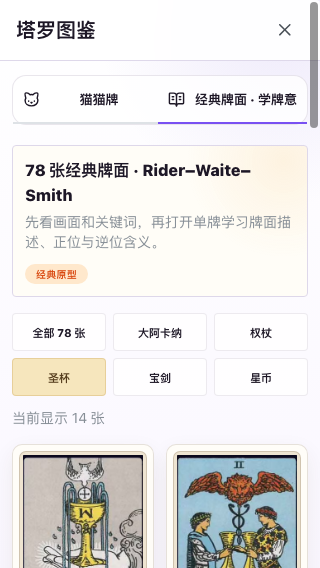 塔罗图鉴
猫猫牌
经典牌面 · 学牌意
78 张经典牌面 · Rider–Waite–
Smith
先看画面和关键词，再打开单牌学习牌面描
述、正位与逆位含义。
经典原型
全部 78 张
大阿卡纳
权杖
圣杯
宝剑
星币
当前显示 14 张
II